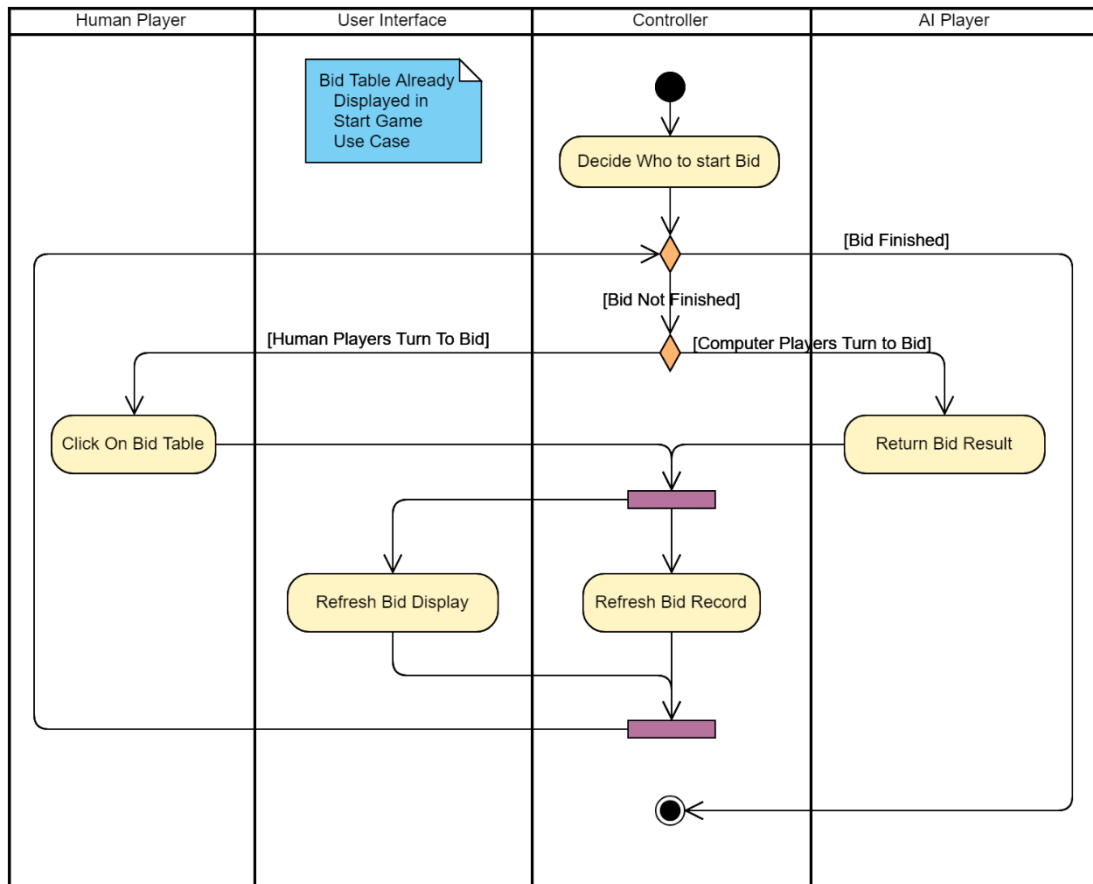 Human Player
User Interface
Controller
AI Player
Bid Table Already
Displayed in
Start Game
Use Case
Decide Who to start Bid
[Bid Finished]
[Bid Not Finished]
[Human Players Turn To Bid]
[Computer Players Turn to Bid]
Click On Bid Table
Return Bid Result
Refresh Bid Display
Refresh Bid Record